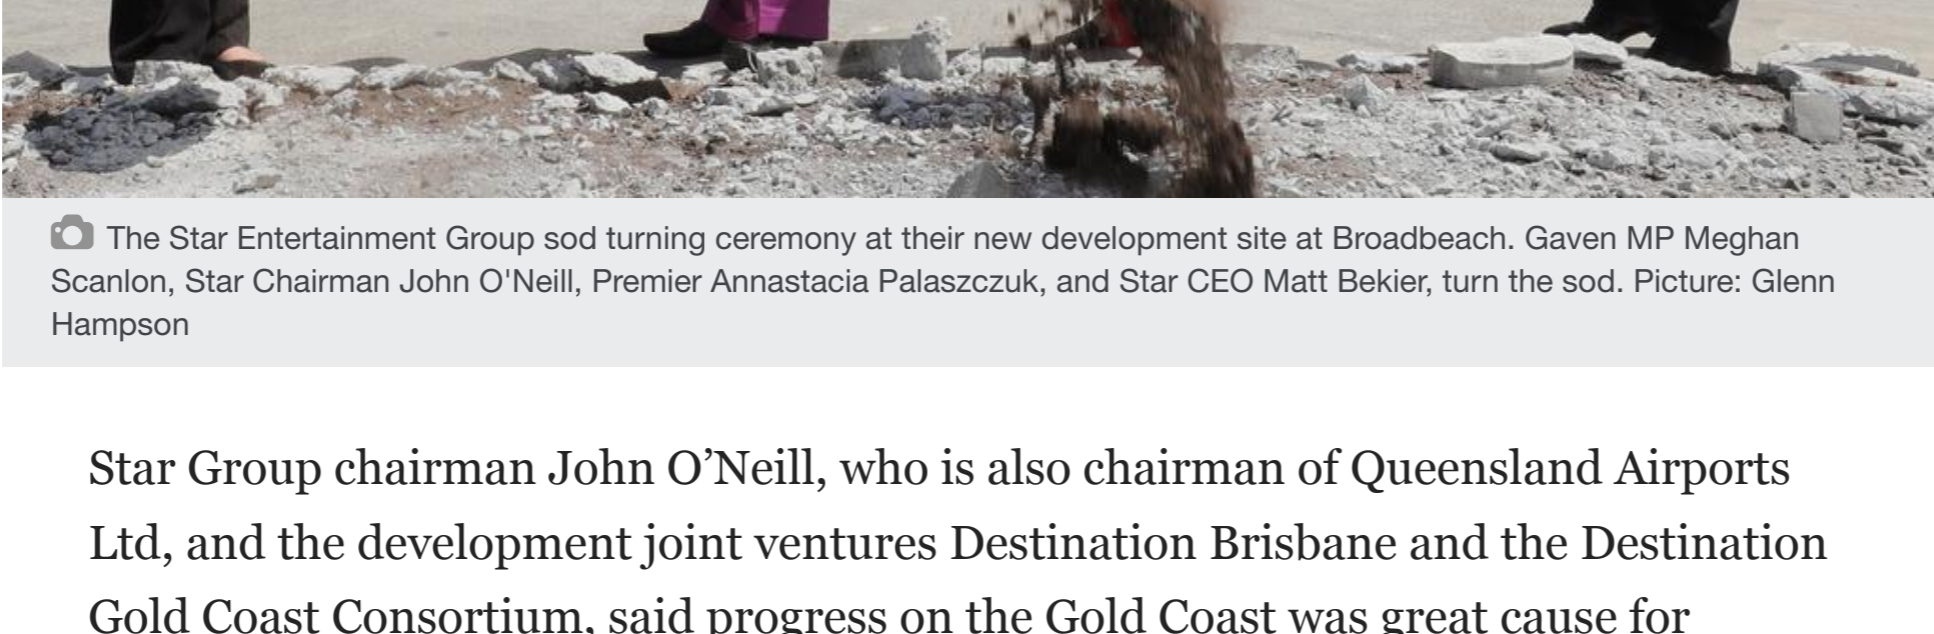 The Star Entertainment Group sod turning ceremony at their new development site at Broadbeach. Gaven MP Meghan
Scanlon, Star Chairman John O'Neill, Premier Annastacia Palaszczuk, and Star CEO Matt Bekier, turn the sod. Picture: Glenn
Hampson
Star Group chairman John O’Neill, who is also chairman of Queensland Airports
Ltd, and the development joint ventures Destination Brisbane and the Destination
Gold Coast Consortium, said progress on the Gold Coast was great cause for